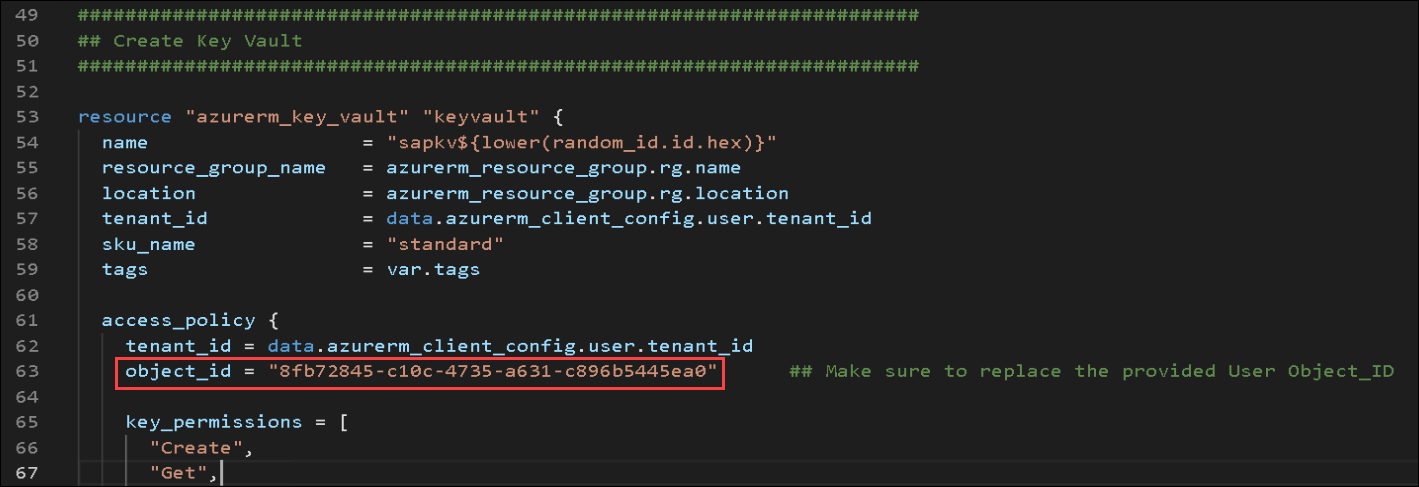 49 #######################################################################
50 ## Create Key Vault
51 #######################################################################
52
53 resource "azurerm_key_vault" "keyvault" {
54 name = "sapkv${lower(random_id.id.hex)}"
55 resource_group_name = azurerm_resource_group.rg.name
56 location = azurerm_resource_group.rg.location
57 tenant_id = data.azurerm_client_config.user.tenant_id
58 sku_name = "standard"
59 tags = var.tags
60
61 access_policy {
62 tenant_id = data.azurerm_client_config.user.tenant_id
63 object_id = "8fb72845-c10c-4735-a631-c896b5445ea0" ## Make sure to replace the provided User Object_ID
64
65 key_permissions = [
66 "Create",
67 "Get",